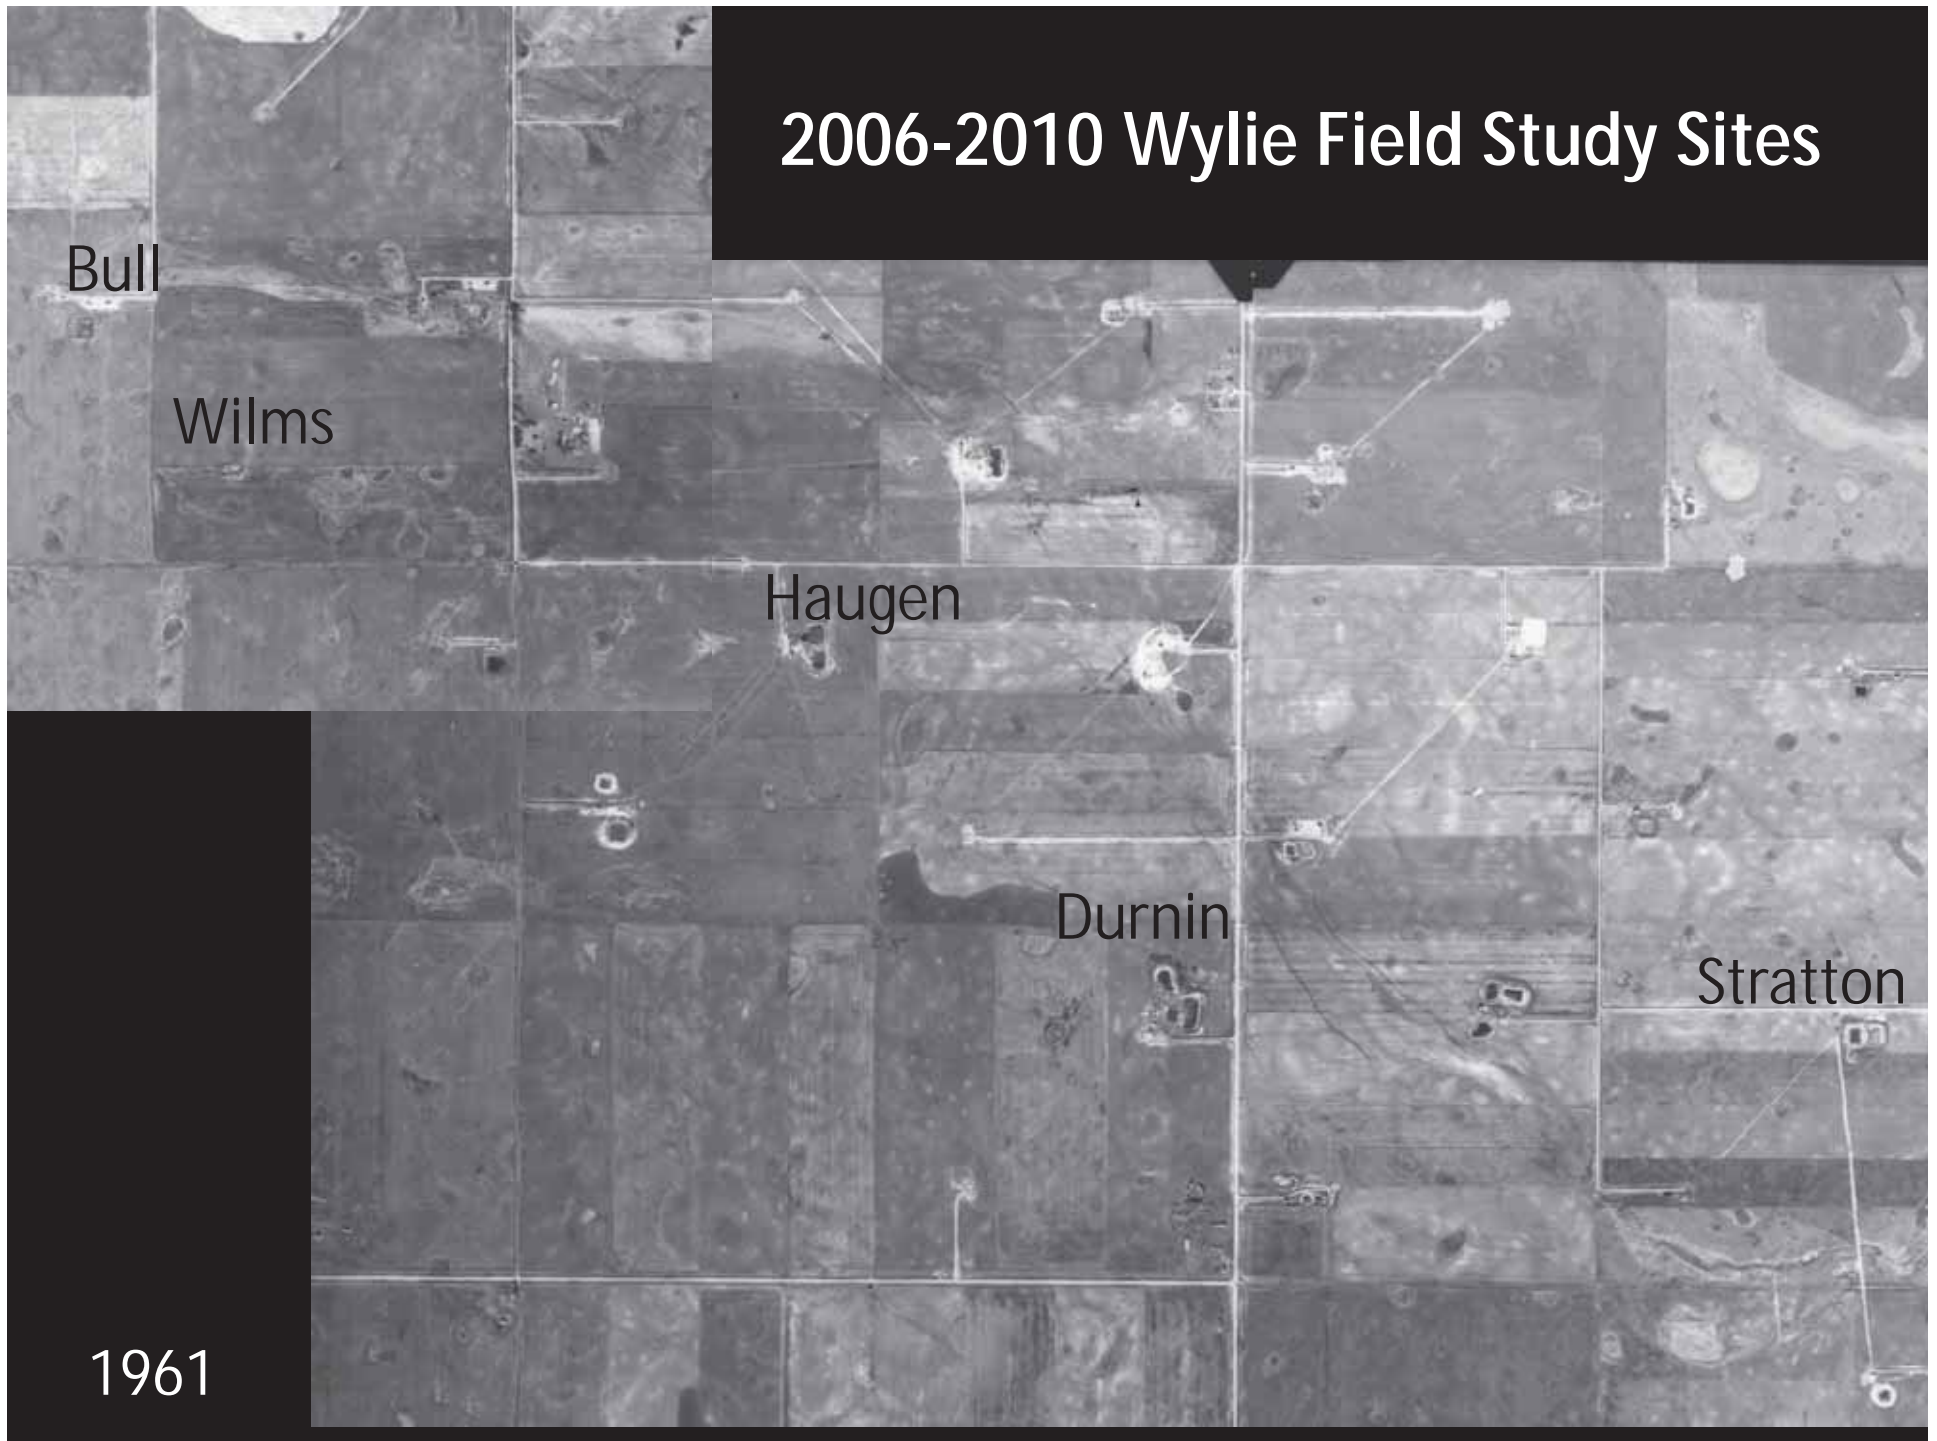 2006-2010 Wylie Field Study Sites
Bull
Wilms
Haugen
Durnin
Stratton
1961